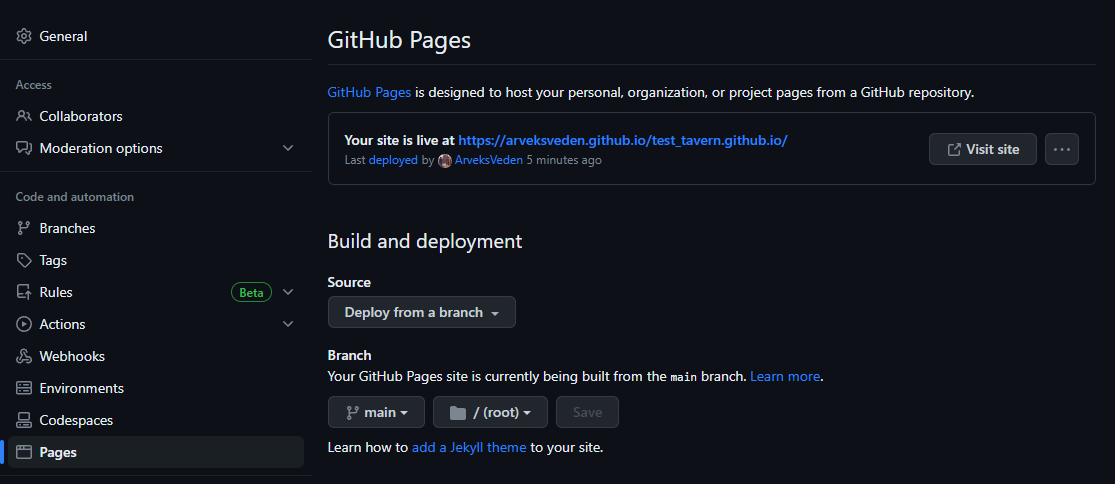 General
Access
Collaborators
Moderation options
Code and automation
Branches
Tags
Rules Beta
Actions
Webhooks
Environments
Codespaces
Pages
GitHub Pages
GitHub Pages is designed to host your personal, organization, or project pages from a GitHub repository.
Your site is live at https://arveksveden.github.io/test_tavern.github.io/
Last deployed by ArveksVeden 5 minutes ago
Visit site
Build and deployment
Source
Deploy from a branch
Branch
Your GitHub Pages site is currently being built from the main branch. Learn more.
main / (root) Save
Learn how to add a Jekyll theme to your site.